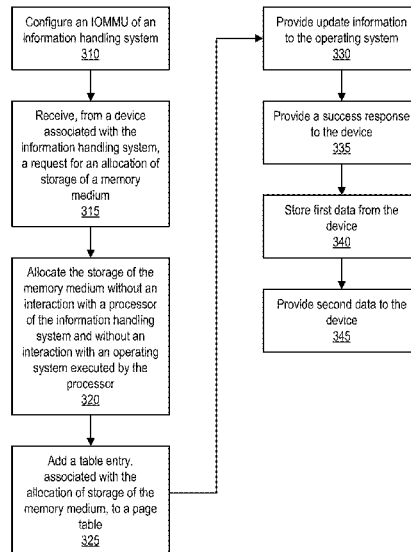 Configure an IOMMU of an
information handling system
310
Receive, from a device
associated with the
information handling system,
a request for an allocation of
storage of a memory
medium
315
Allocate the storage of the
memory medium without an
interaction with a processor
of the information handling
system and without an
interaction with an operating
system executed by the
processor
320
Add a table entry,
associated with the
allocation of storage of the
memory medium, to a page
table
325
Provide update information
to the operating system
330
Provide a success response
to the device
335
Store first data from the
device
340
Provide second data to the
device
345